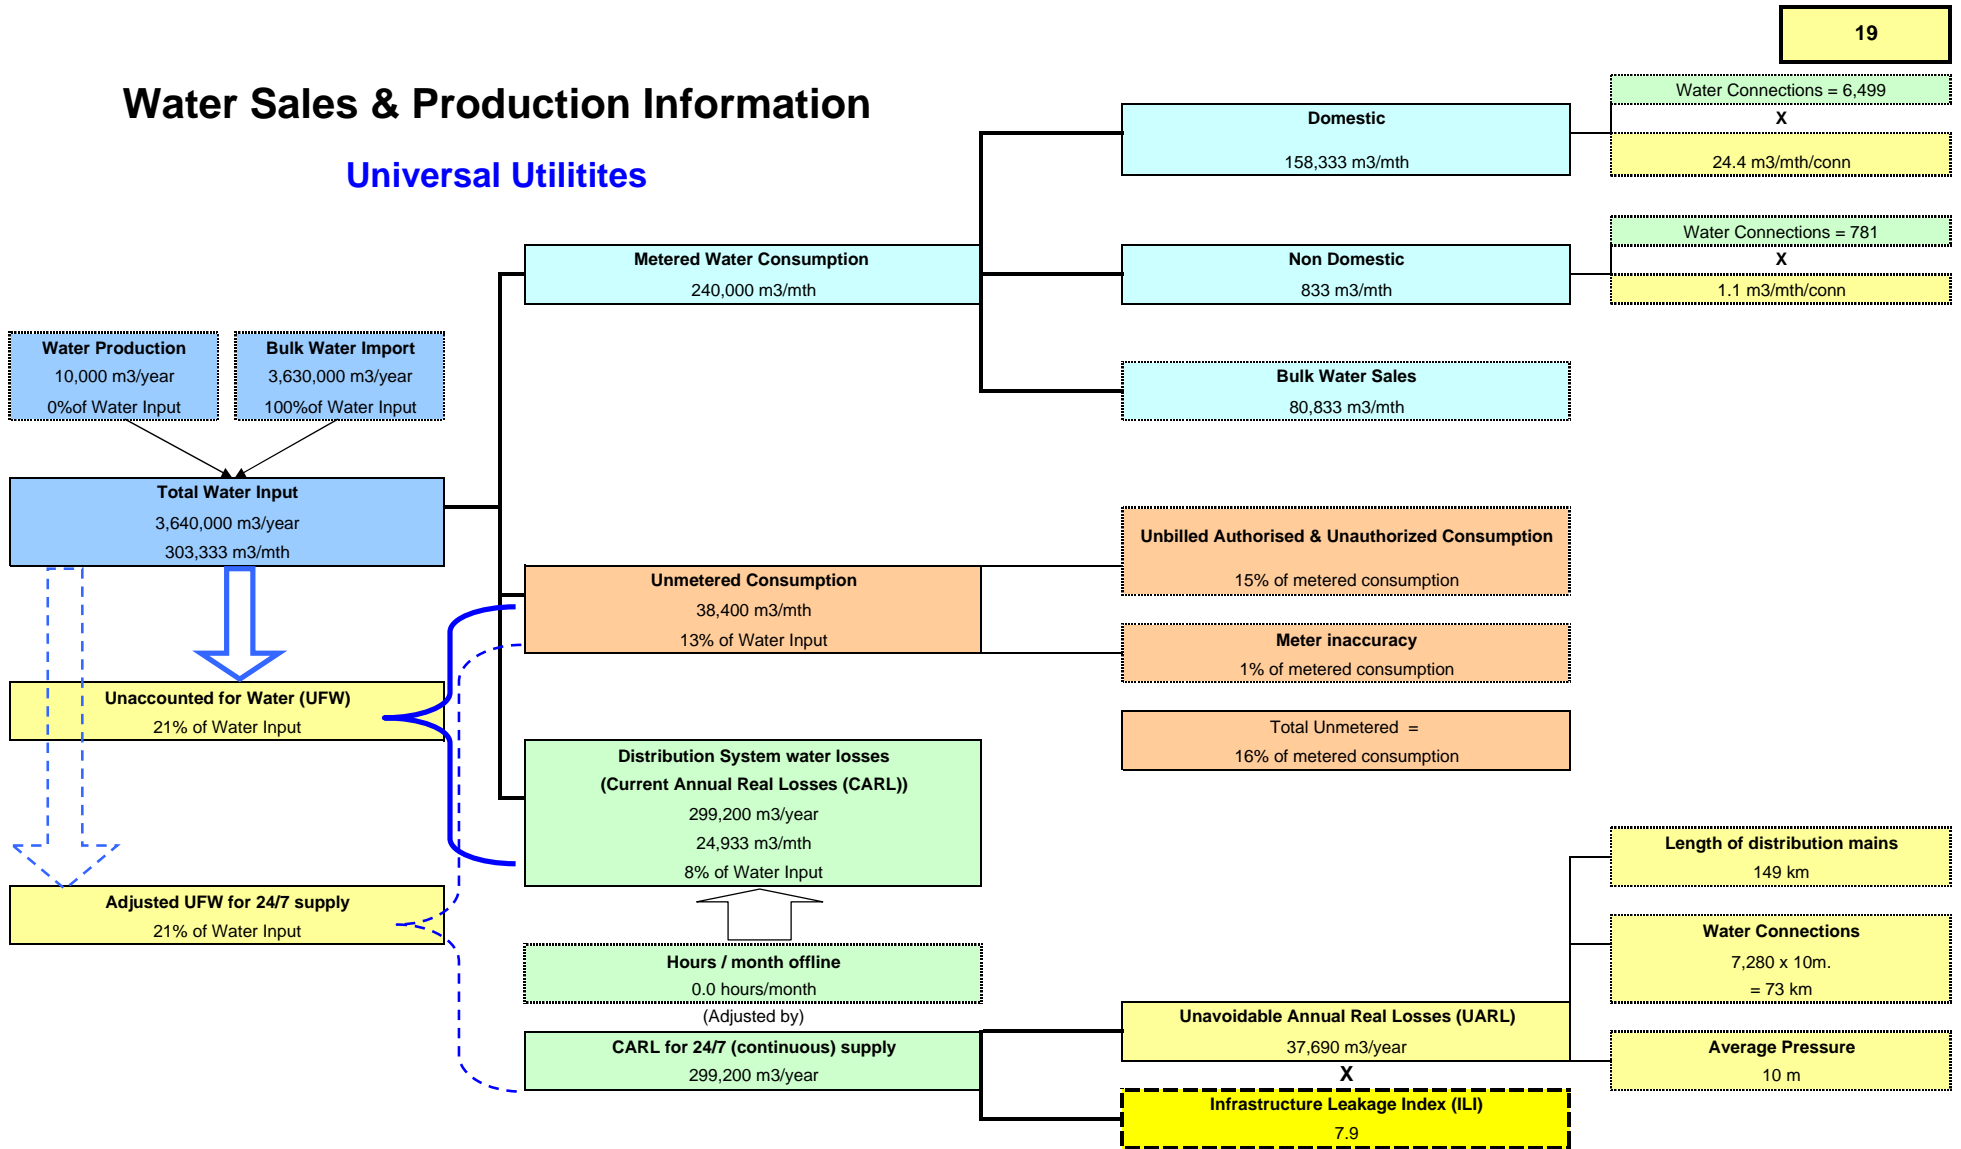 19
Water Sales & Production Information
Universal Utilitites
Water Connections = 6,499
X
24.4 m3/mth/conn
Domestic
158,333 m3/mth
Water Connections = 781
X
1.1 m3/mth/conn
Metered Water Consumption
240,000 m3/mth
Non Domestic
833 m3/mth
Water Production
10,000 m3/year
0%of Water Input
Bulk Water Import
3,630,000 m3/year
100%of Water Input
Bulk Water Sales
80,833 m3/mth
Total Water Input
3,640,000 m3/year
303,333 m3/mth
Unbilled Authorised & Unauthorized Consumption
15% of metered consumption
Unmetered Consumption
38,400 m3/mth
13% of Water Input
Meter inaccuracy
1% of metered consumption
Unaccounted for Water (UFW)
21% of Water Input
Total Unmetered =
16% of metered consumption
Distribution System water losses
(Current Annual Real Losses (CARL))
299,200 m3/year
24,933 m3/mth
8% of Water Input
Length of distribution mains
149 km
Adjusted UFW for 24/7 supply
21% of Water Input
Water Connections
7,280 x 10m.
= 73 km
Hours / month offline
0.0 hours/month
(Adjusted by)
CARL for 24/7 (continuous) supply
299,200 m3/year
Unavoidable Annual Real Losses (UARL)
37,690 m3/year
X
Average Pressure
10 m
Infrastructure Leakage Index (ILI)
7.9